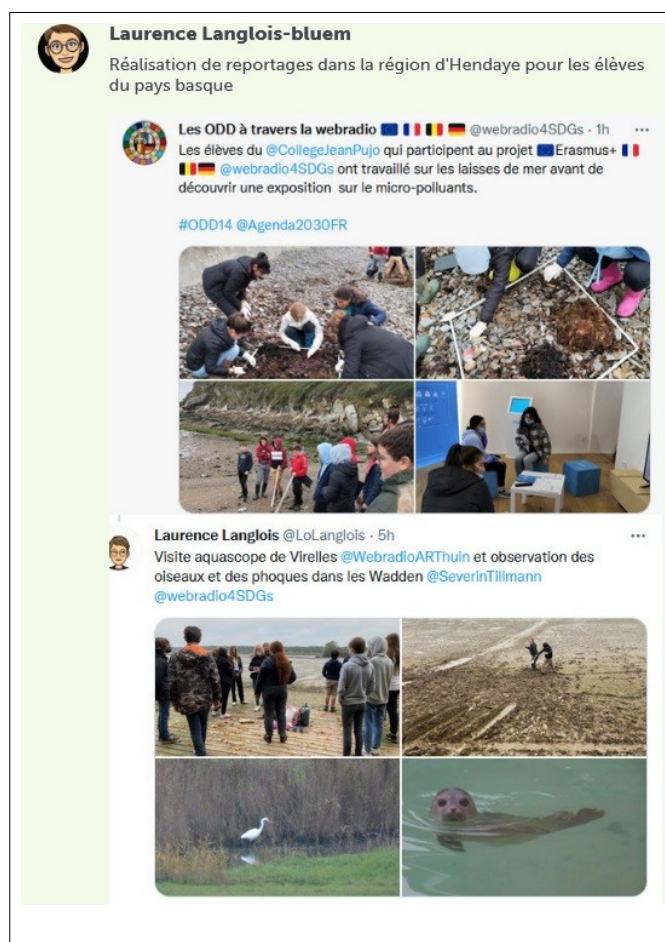 Laurence Langlois-bluem
Réalisation de reportages dans la région d'Hendaye pour les élèves
du pays basque
Les ODD à travers la webradio 🇪🇺 🇫🇷 🇧🇪 🇩🇪 @webradio4SDGs · 1h ···
Les élèves du @CollegeJeanPujo qui participent au projet 🇪🇺Erasmus+ 🇫🇷
🇧🇪🇩🇪 @webradio4SDGs ont travaillé sur les laisses de mer avant de
découvrir une exposition sur le micro-polluants.
#ODD14 @Agenda2030FR
Laurence Langlois @LoLanglois · 5h ···
Visite aquascope de Virelles @WebradioARThuin et observation des
oiseaux et des phoques dans les Wadden @SeverinTillmann
@webradio4SDGs